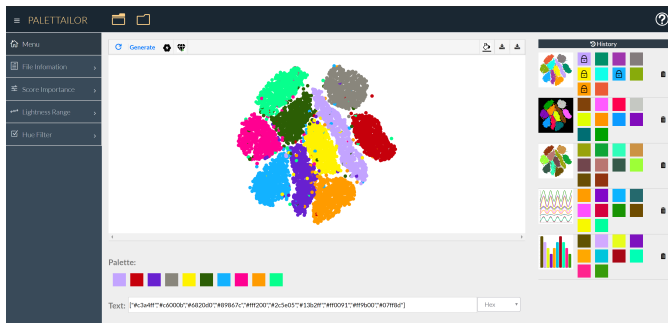 ≡ PALETTAILOR
Menu
File Infomation
Score Importance
Lightness Range
Hue Filter
Generate
History
Palette:
Text: ["#c3a4ff","#c6000b","#6820d0","#89867c","#fff200","#2c5e05","#13b2ff","#ff0091","#ff9b00","#07ff8d"]
Hex